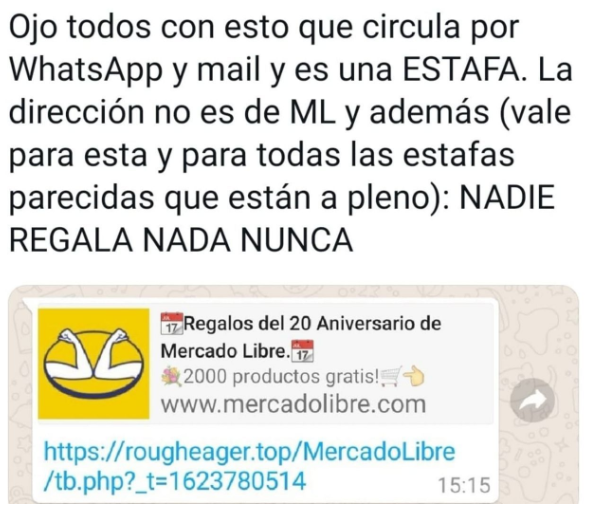 Ojo todos con esto que circula por
WhatsApp y mail y es una ESTAFA. La
dirección no es de ML y además (vale
para esta y para todas las estafas
parecidas que están a pleno): NADIE
REGALA NADA NUNCA
📆Regalos del 20 Aniversario de
Mercado Libre.📆
💐2000 productos gratis!🛒👈
www.mercadolibre.com
https://rougheager.top/MercadoLibre
/tb.php?_t=1623780514
15:15